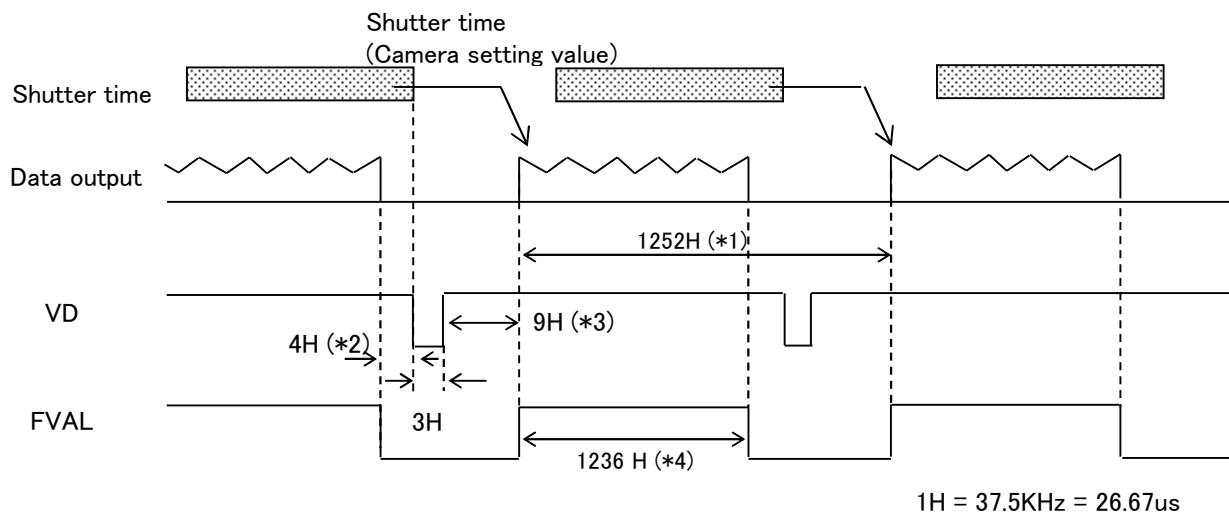 Shutter time
(Camera setting value)
Shutter time
Data output
1252H (*1)
VD
9H (*3)
4H (*2)
3H
FVAL
1236 H (*4)
1H = 37.5KHz = 26.67us